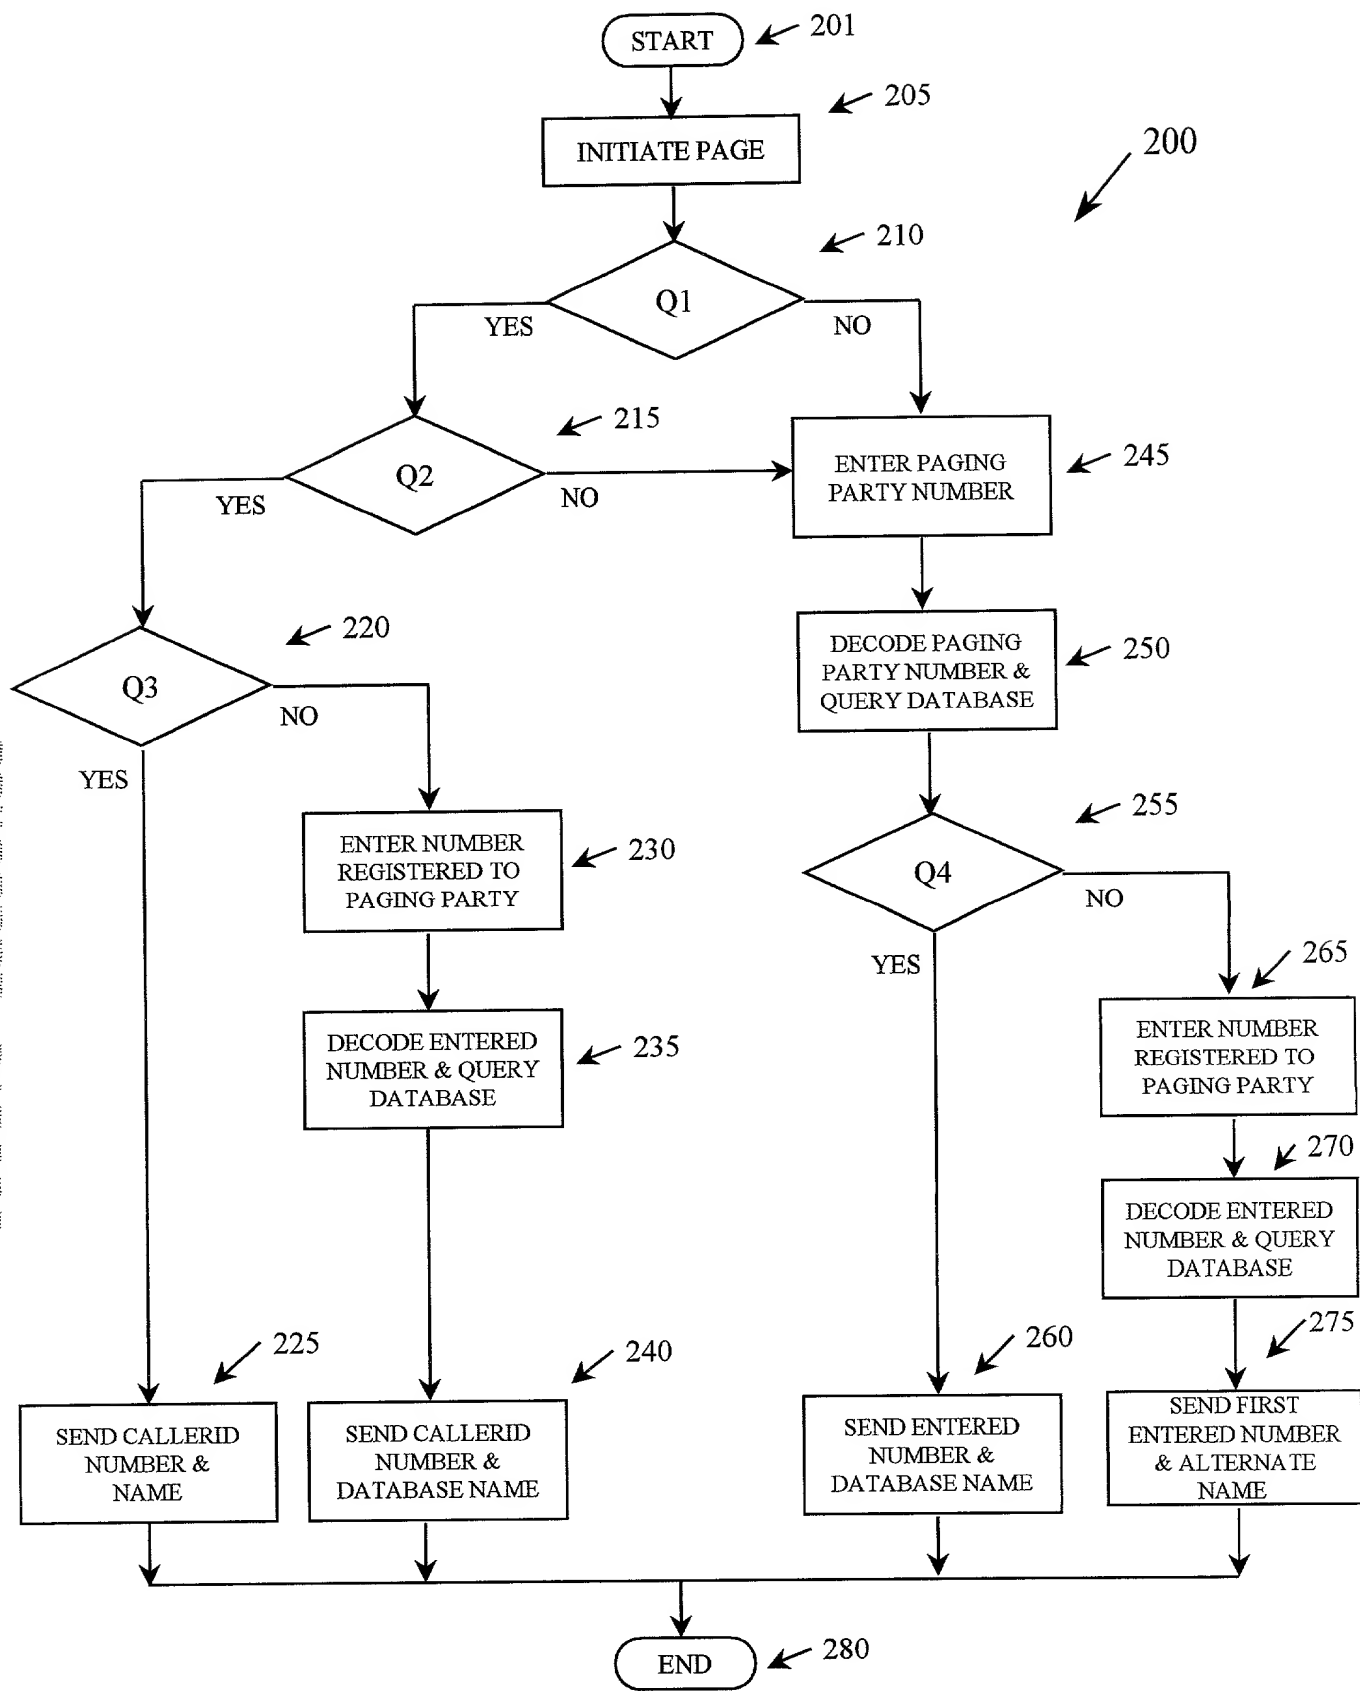 START
201
205
INITIATE PAGE
200
210
Q1
YES
NO
215
Q2
YES
NO
ENTER PAGING
PARTY NUMBER
245
220
Q3
NO
YES
DECODE PAGING
PARTY NUMBER &
QUERY DATABASE
250
255
Q4
NO
YES
ENTER NUMBER
REGISTERED TO
PAGING PARTY
230
DECODE ENTERED
NUMBER & QUERY
DATABASE
235
265
ENTER NUMBER
REGISTERED TO
PAGING PARTY
270
DECODE ENTERED
NUMBER & QUERY
DATABASE
225
SEND CALLERID
NUMBER &
NAME
240
SEND CALLERID
NUMBER &
DATABASE NAME
260
SEND ENTERED
NUMBER &
DATABASE NAME
275
SEND FIRST
ENTERED NUMBER
& ALTERNATE
NAME
END
280